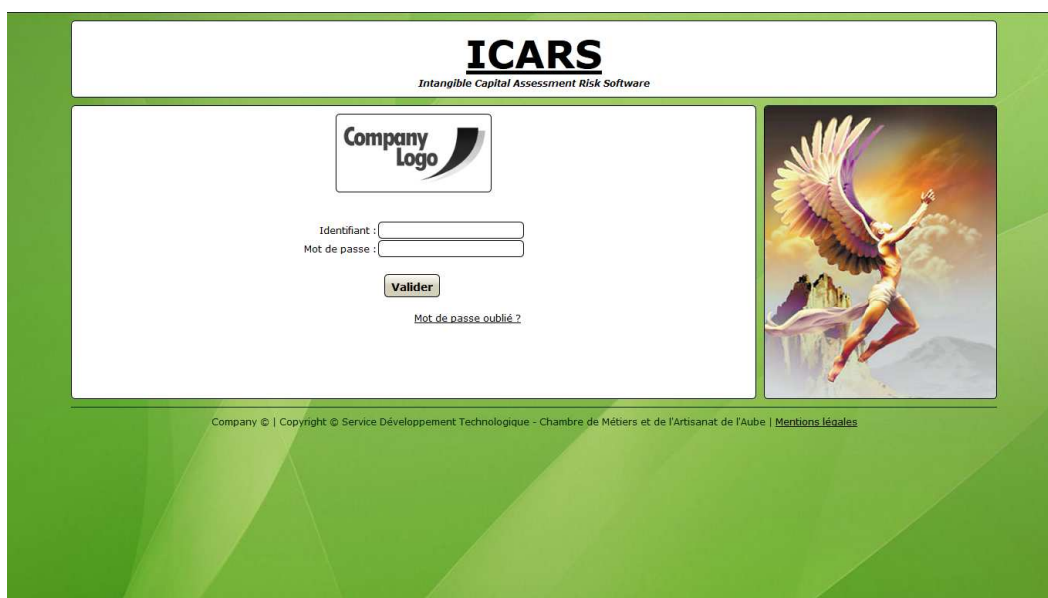 ICARS
Intangible Capital Assessment Risk Software
Company
Logo
Identifiant :
Mot de passe :
Valider
Mot de passe oublié ?
Company © | Copyright © Service Développement Technologique - Chambre de Métiers et de l'Artisanat de l'Aube | Mentions légales